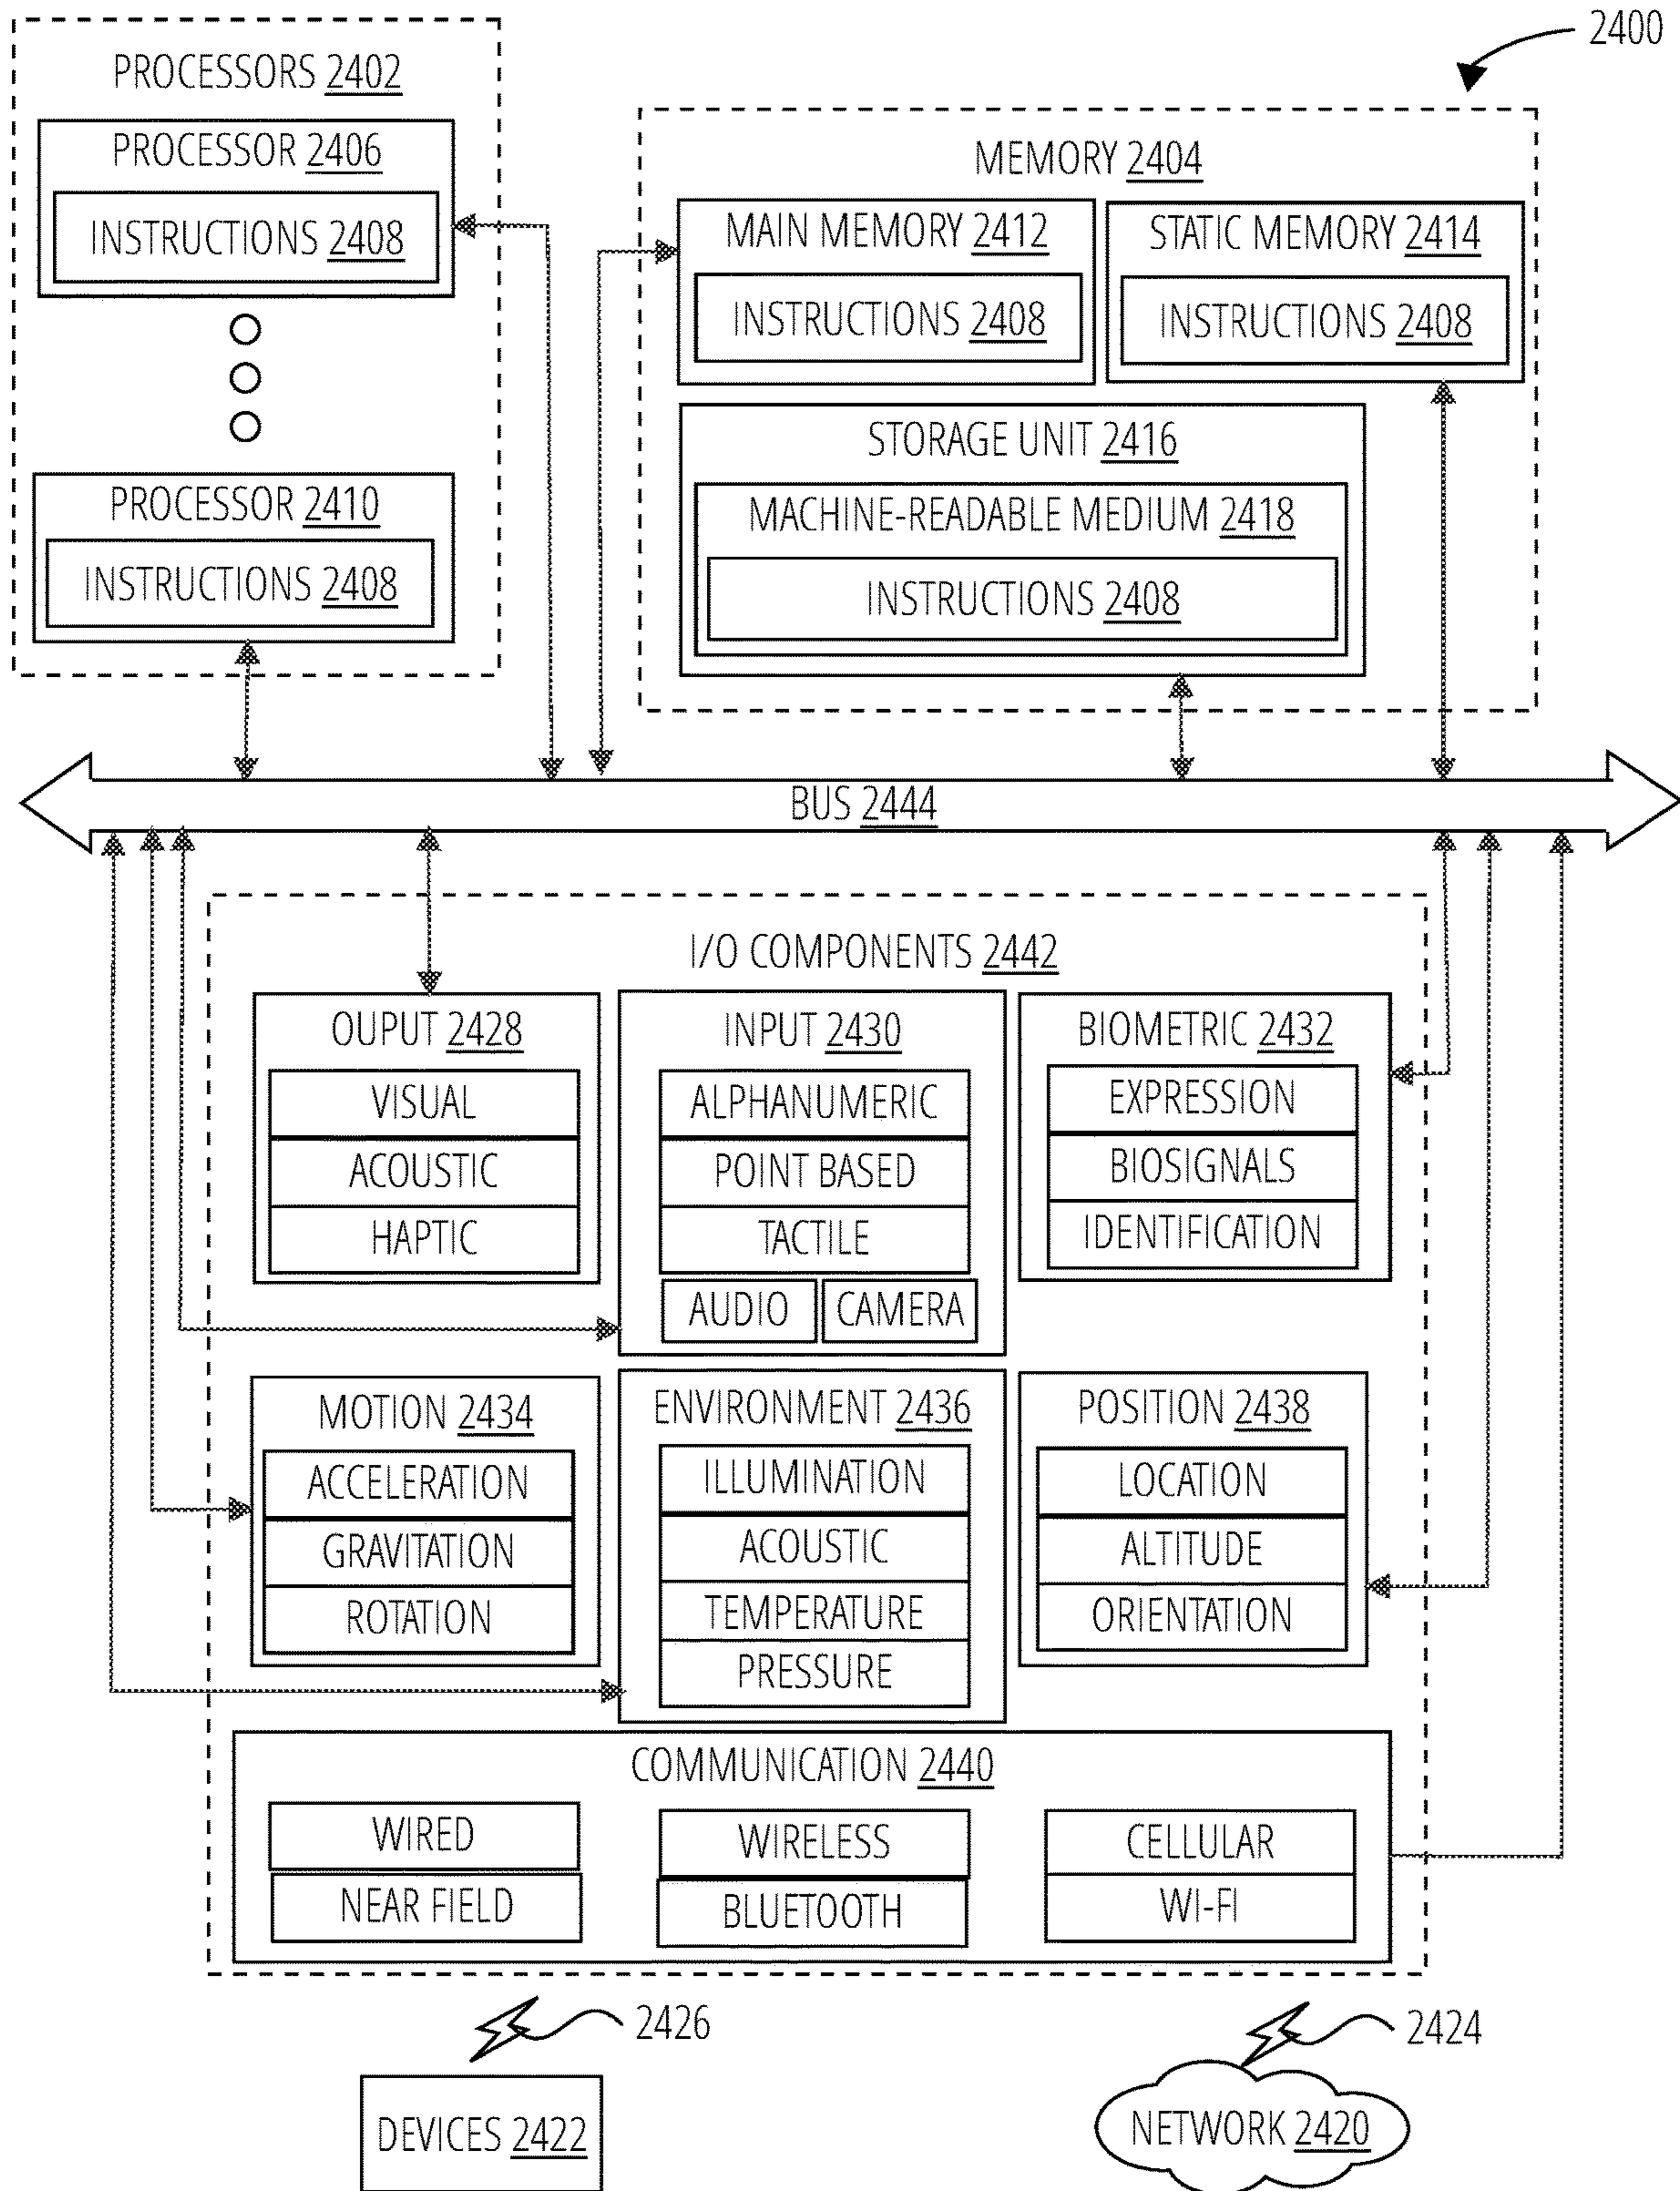 2400
PROCESSORS 2402
PROCESSOR 2406
INSTRUCTIONS 2408
PROCESSOR 2410
INSTRUCTIONS 2408
MEMORY 2404
MAIN MEMORY 2412
INSTRUCTIONS 2408
STATIC MEMORY 2414
INSTRUCTIONS 2408
STORAGE UNIT 2416
MACHINE-READABLE MEDIUM 2418
INSTRUCTIONS 2408
BUS 2444
I/O COMPONENTS 2442
OUPUT 2428
VISUAL
ACOUSTIC
HAPTIC
INPUT 2430
ALPHANUMERIC
POINT BASED
TACTILE
AUDIO
CAMERA
BIOMETRIC 2432
EXPRESSION
BIOSIGNALS
IDENTIFICATION
MOTION 2434
ACCELERATION
GRAVITATION
ROTATION
ENVIRONMENT 2436
ILLUMINATION
ACOUSTIC
TEMPERATURE
PRESSURE
POSITION 2438
LOCATION
ALTITUDE
ORIENTATION
COMMUNICATION 2440
WIRED
NEAR FIELD
WIRELESS
BLUETOOTH
CELLULAR
WI-FI
2426
2424
DEVICES 2422
NETWORK 2420